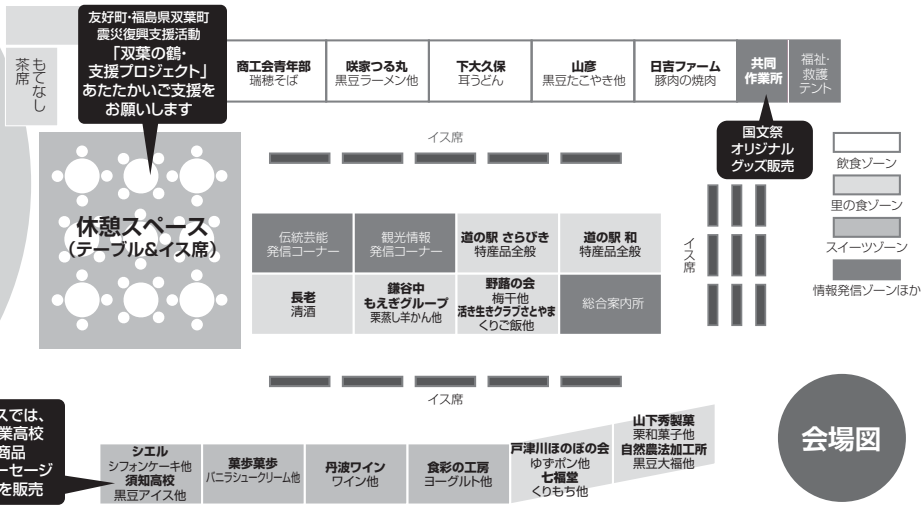 友好町・福島県双葉町
震災復興支援活動
「双葉の鶴・
支援プロジェクト」
あたたかいご支援を
お願いします
もてなし
茶席
商工会青年部
瑞穂そば
咲家つる丸
黒豆ラーメン他
下大久保
耳うどん
山彦
黒豆たこやき他
日吉ファーム
豚肉の焼肉
共同
作業所
福祉・
救護
テント
国文祭
オリジナル
グッズ販売
イス席
休憩スペース
(テーブル&イス席)
伝統芸能
発信コーナー
観光情報
発信コーナー
道の駅 さらびき
特産品全般
道の駅 和
特産品全般
長老
清酒
鎌谷中
もえぎグループ
栗蒸し羊かん他
野蕗の会
梅干他
活き生きクラブさとやま
くりご飯他
総合案内所
イス席
飲食ゾーン
里の食ゾーン
スイーツゾーン
情報発信ゾーンほか
イス席
スでは、
業高校
商品
ーセージ
を販売
シエル
シフォンケーキ他
須知高校
黒豆アイス他
菓歩菓歩
バニラシュークリーム他
丹波ワイン
ワイン他
食彩の工房
ヨーグルト他
戸津川ほのぼの会
ゆずポン他
七福堂
くりもち他
山下秀製菓
栗和菓子他
自然農法加工所
黒豆大福他
会場図